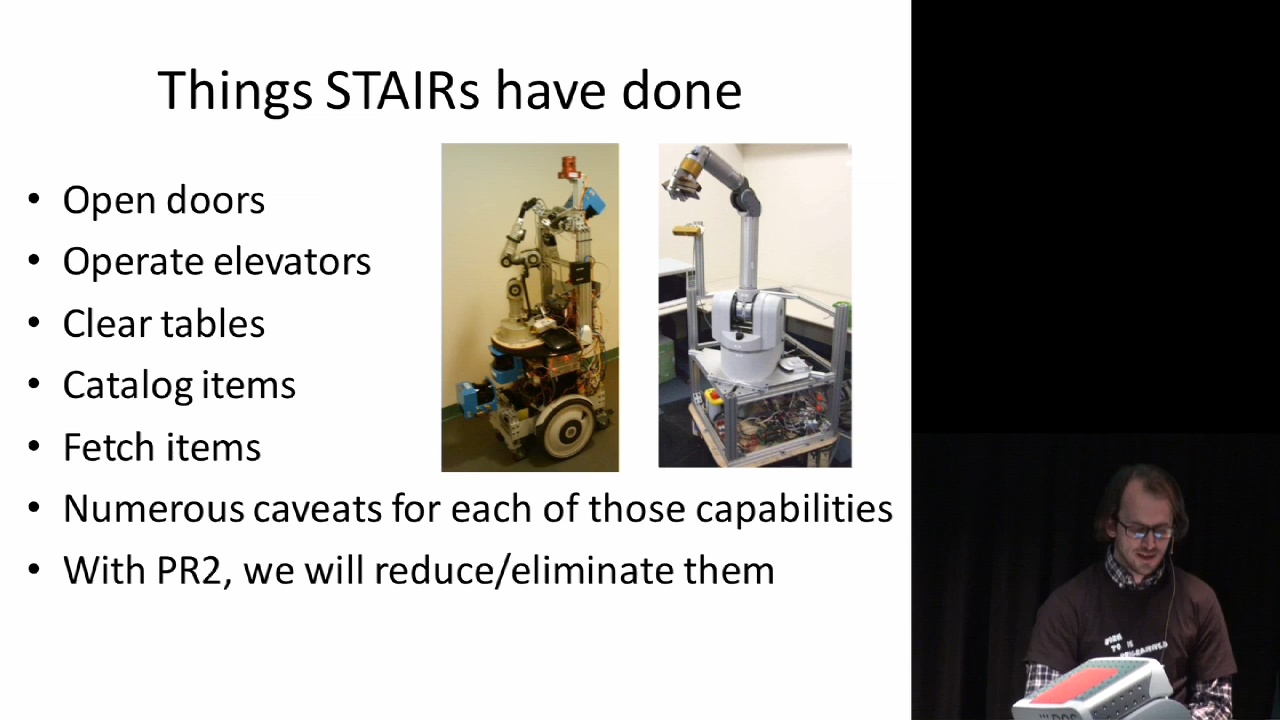 Things STAIRs have done
• Open doors
• Operate elevators
• Clear tables
• Catalog items
• Fetch items
• Numerous caveats for each of those capabilities
• With PR2, we will reduce/eliminate them
TO